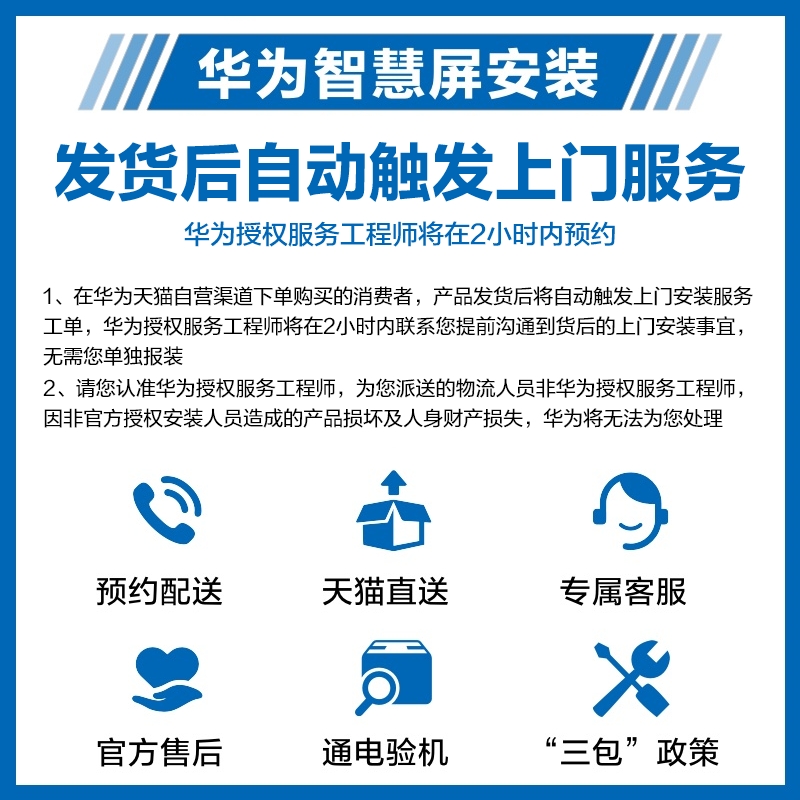 华为智慧屏安装
发货后自动触发上门服务
华为授权服务工程师将在2小时内预约
1、在华为天猫自营渠道下单购买的消费者，产品发货后将自动触发上门安装服务
工单，华为授权服务工程师将在2小时内联系您提前沟通到货后的上门安装事宜，
无需您单独报装
2、请您认准华为授权服务工程师，为您派送的物流人员非华为授权服务工程师，
因非官方授权安装人员造成的产品损坏及人身财产损失，华为将无法为您处理
预约配送
天猫直送
专属客服
官方售后
通电验机
“三包”政策